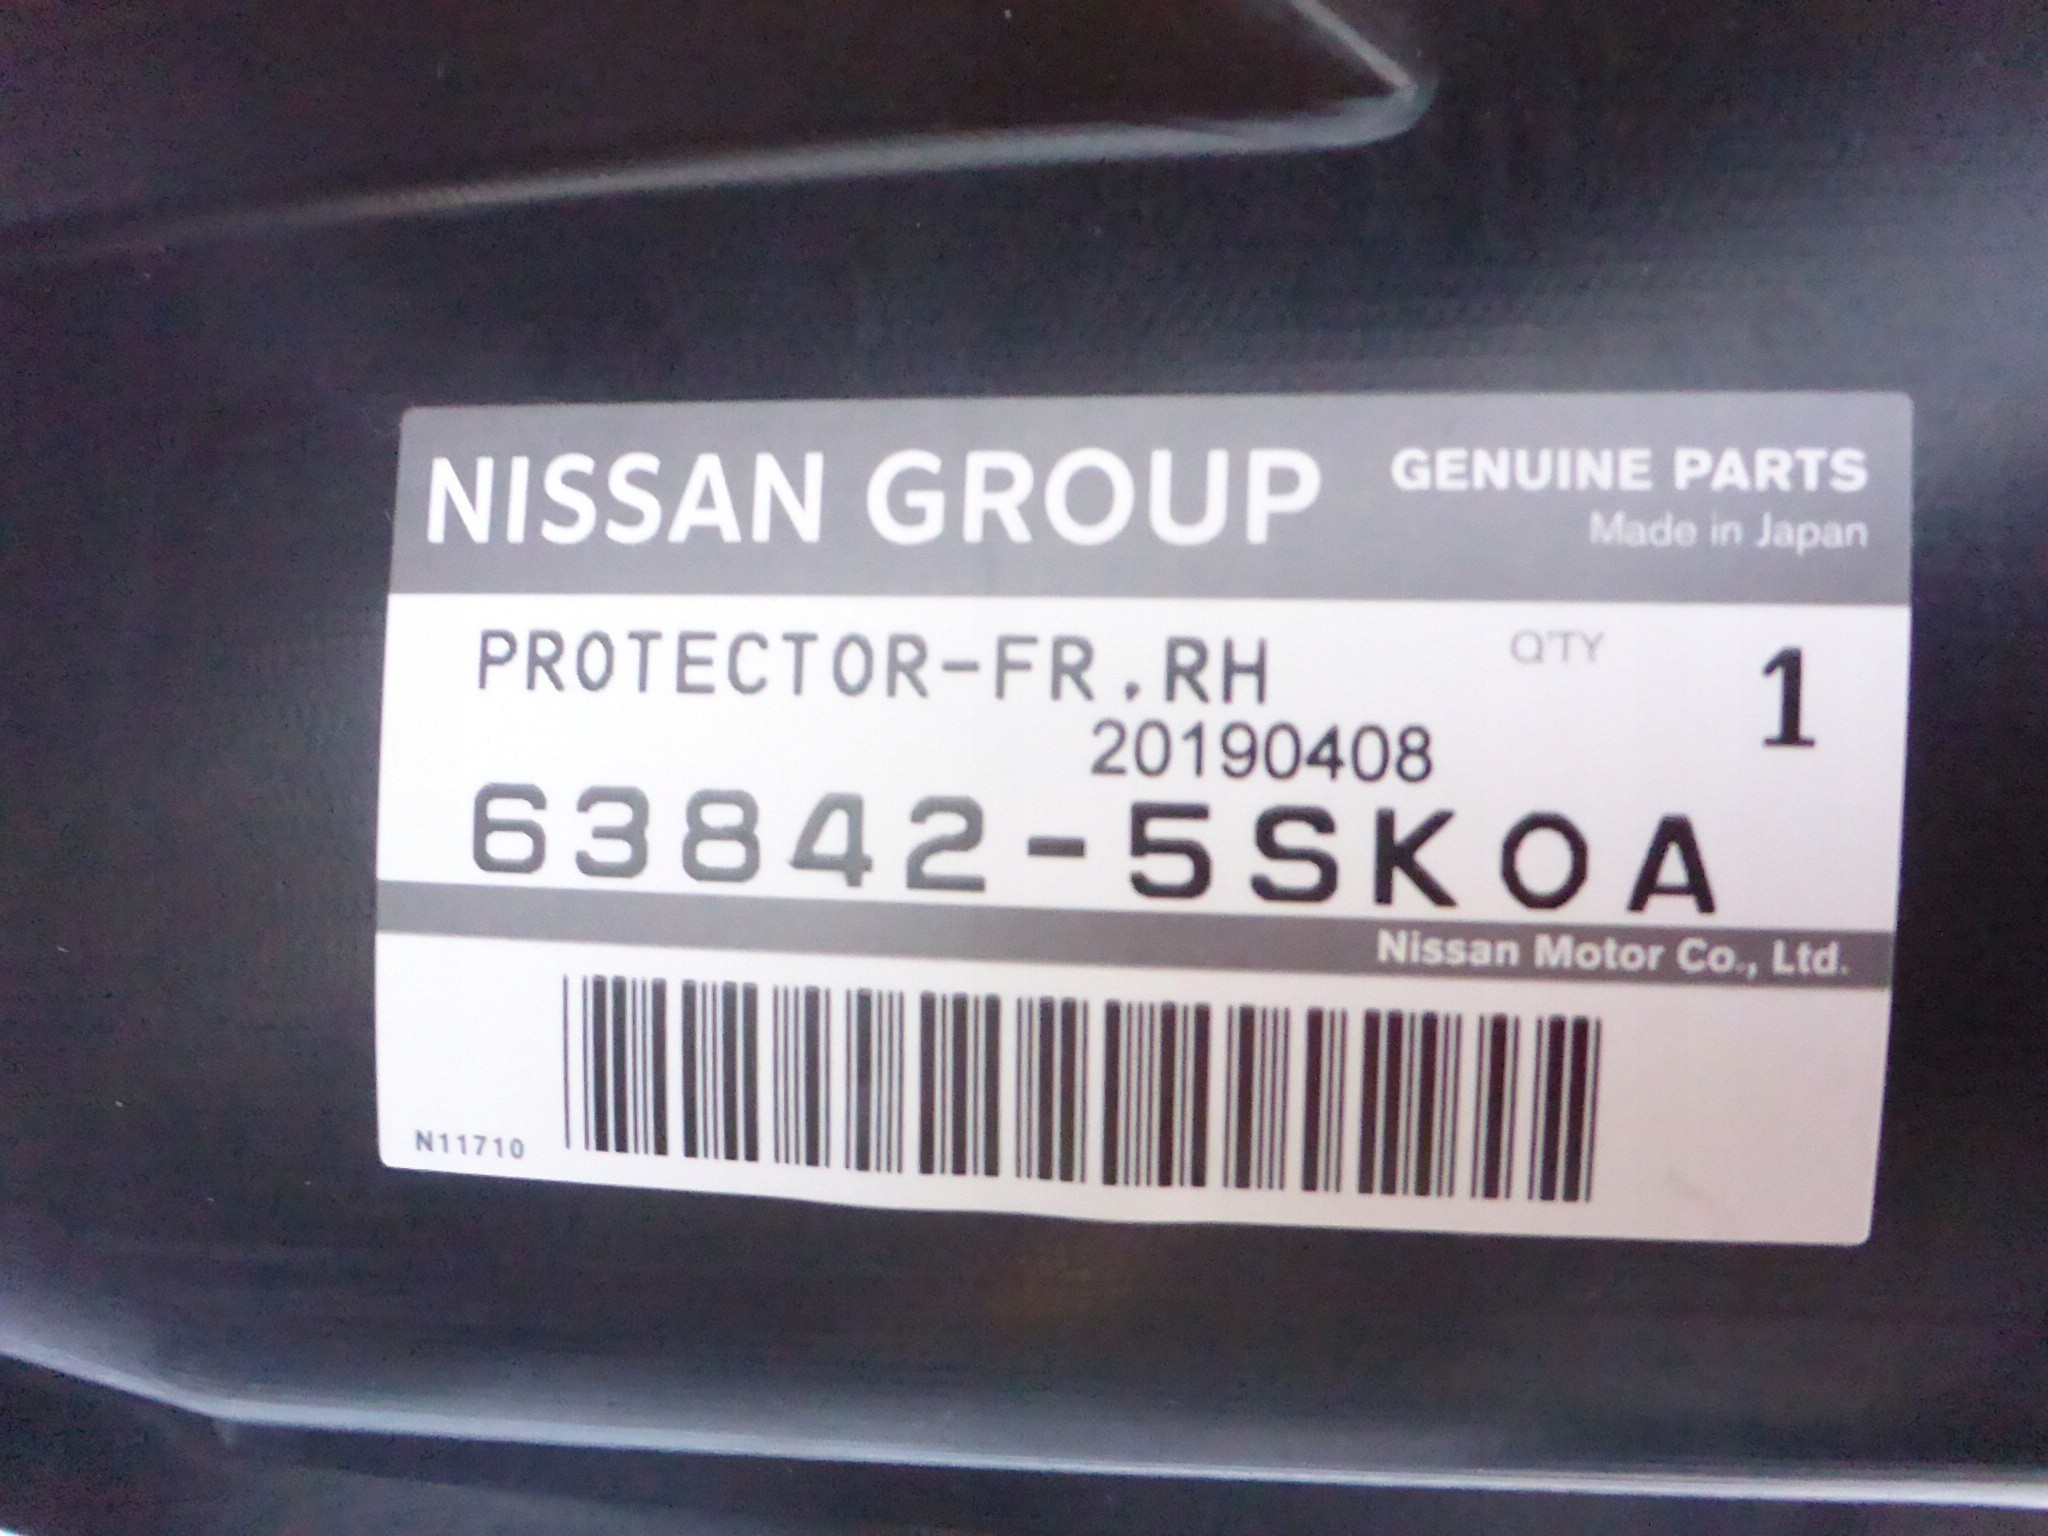 NISSAN GROUP
GENUINE PARTS
Made in Japan
PROTECTOR-FR.RH
Q'TY 1
20190408
63842-5SK0A
Nissan Motor Co., Ltd.
N11710